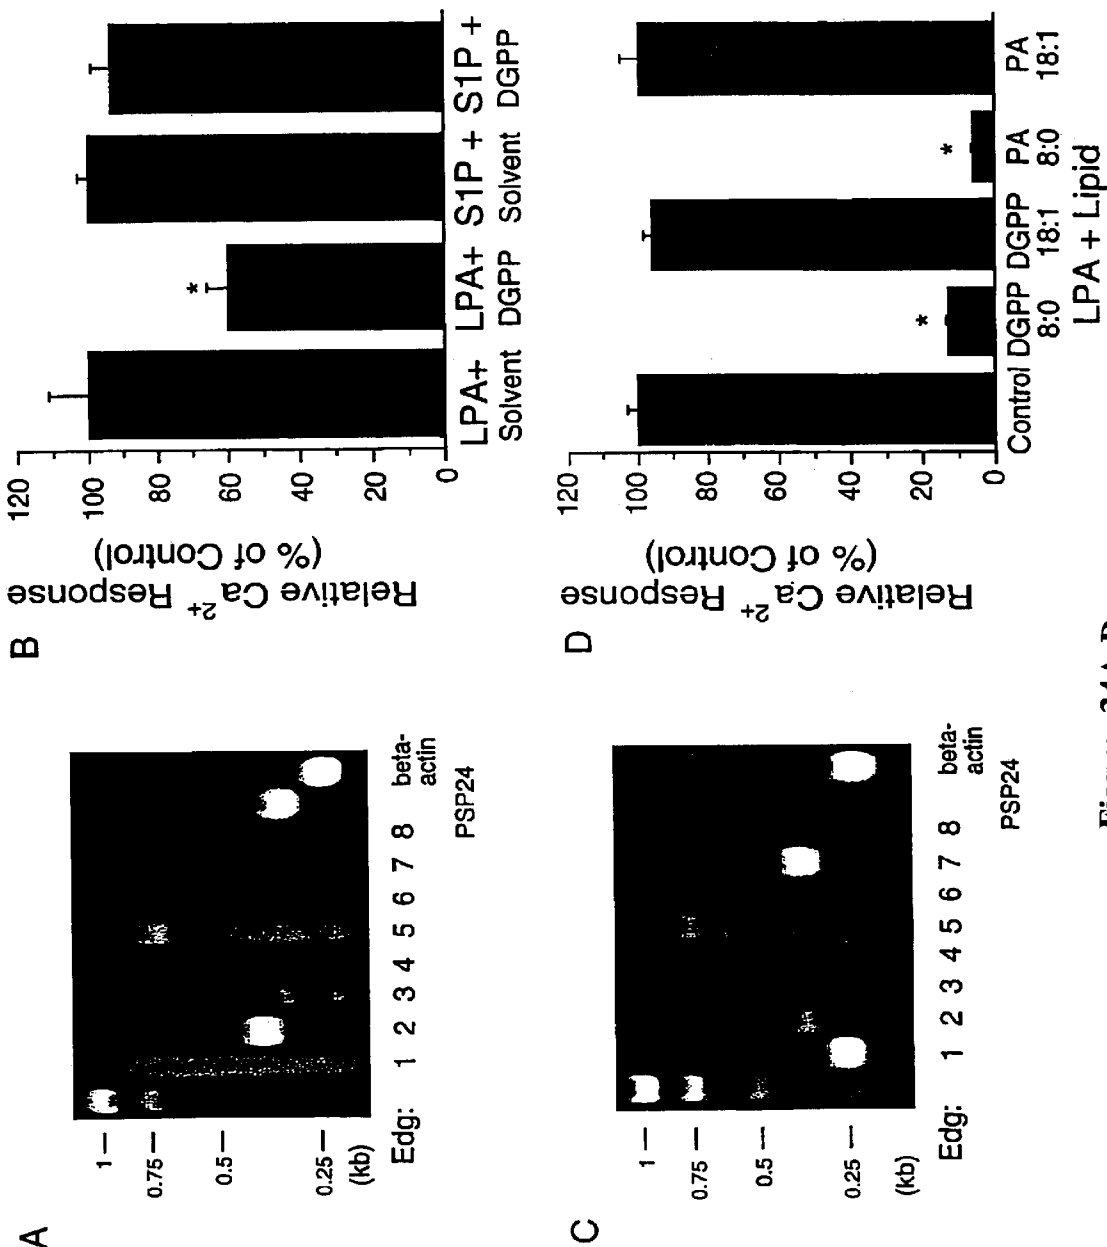 A
1
0.75
0.5
0.25
(kb)
Edg: 1 2 3 4 5 6 7 8 beta-
actin
PSP24
B
Relative Ca2+ Response
(% of Control)
120
100
80
60
40
20
0
*
LPA+ LPA+ S1P + S1P +
Solvent DGPP Solvent DGPP
C
1
0.75
0.5
0.25
(kb)
Edg: 1 2 3 4 5 6 7 8 beta-
actin
PSP24
D
Relative Ca2+ Response
(% of Control)
120
100
80
60
40
20
0
*
*
Control DGPP DGPP PA PA
8:0 18:1 8:0 18:1
LPA + Lipid